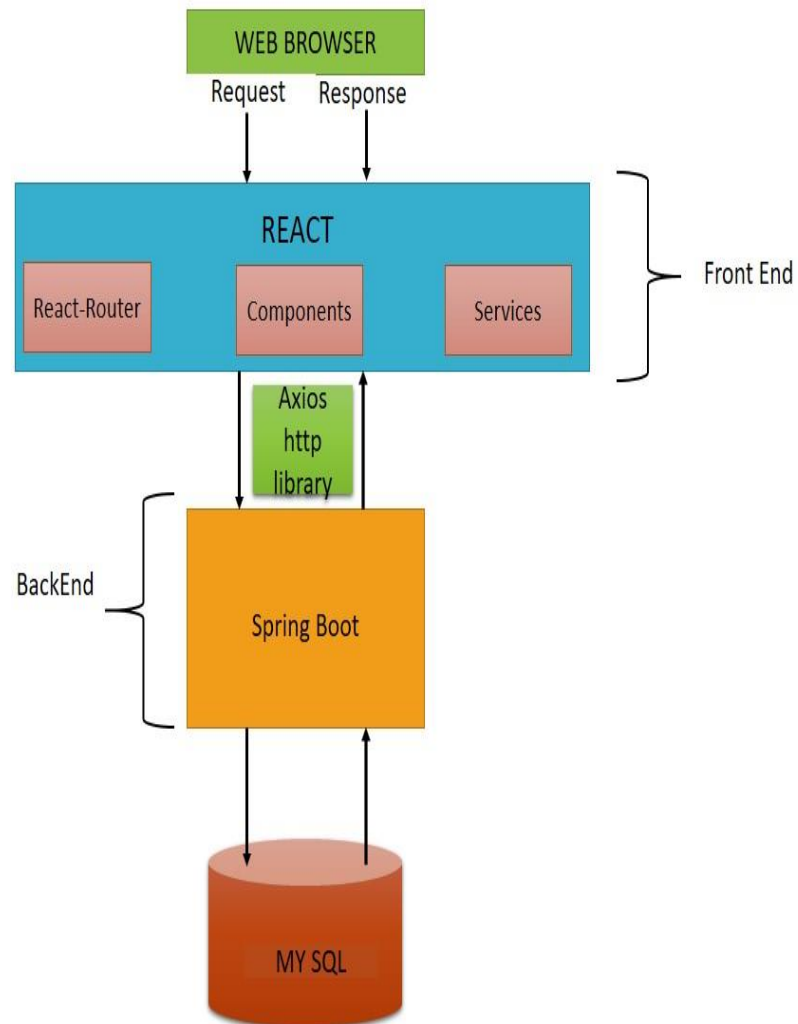 WEB BROWSER
Request Response
REACT
React-Router Components Services
Front End
Axios
http
library
BackEnd
Spring Boot
MY SQL